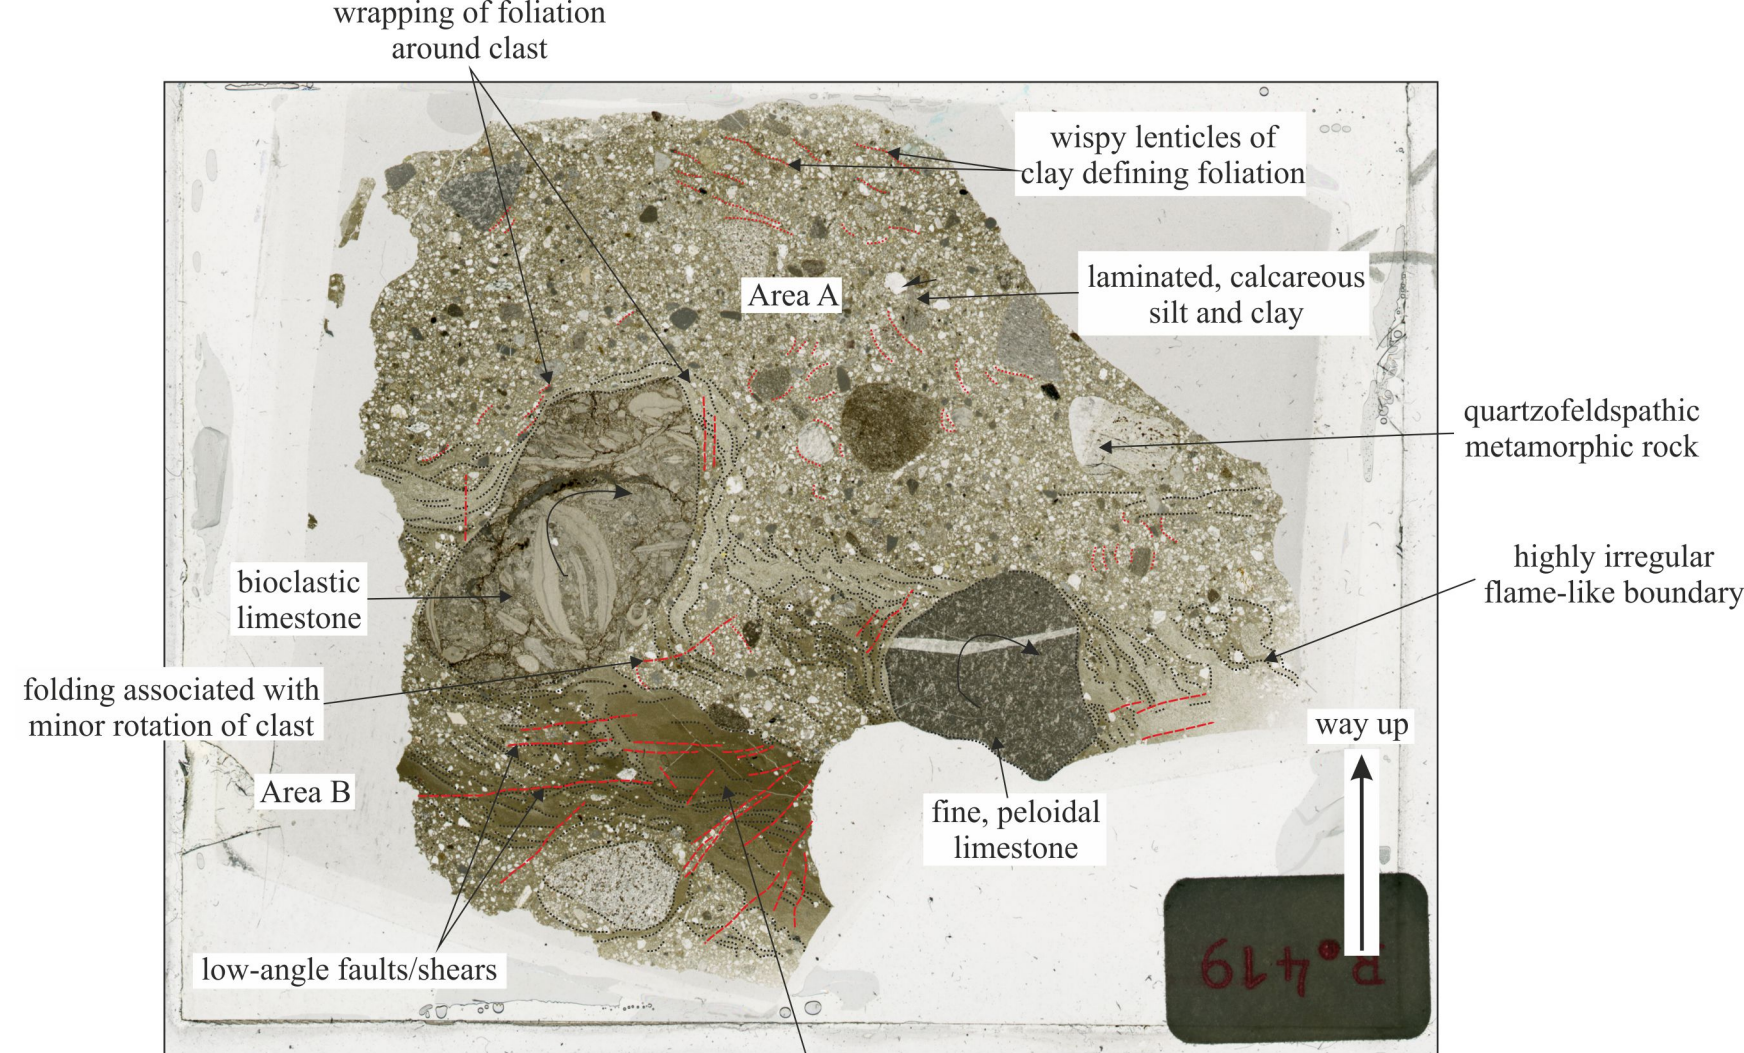 wrapping of foliation
around clast
wispy lenticles of
clay defining foliation
Area A
laminated, calcareous
silt and clay
quartzofeldspathic
metamorphic rock
highly irregular
flame-like boundary
bioclastic
limestone
folding associated with
minor rotation of clast
way up
Area B
fine, peloidal
limestone
low-angle faults/shears
R.419